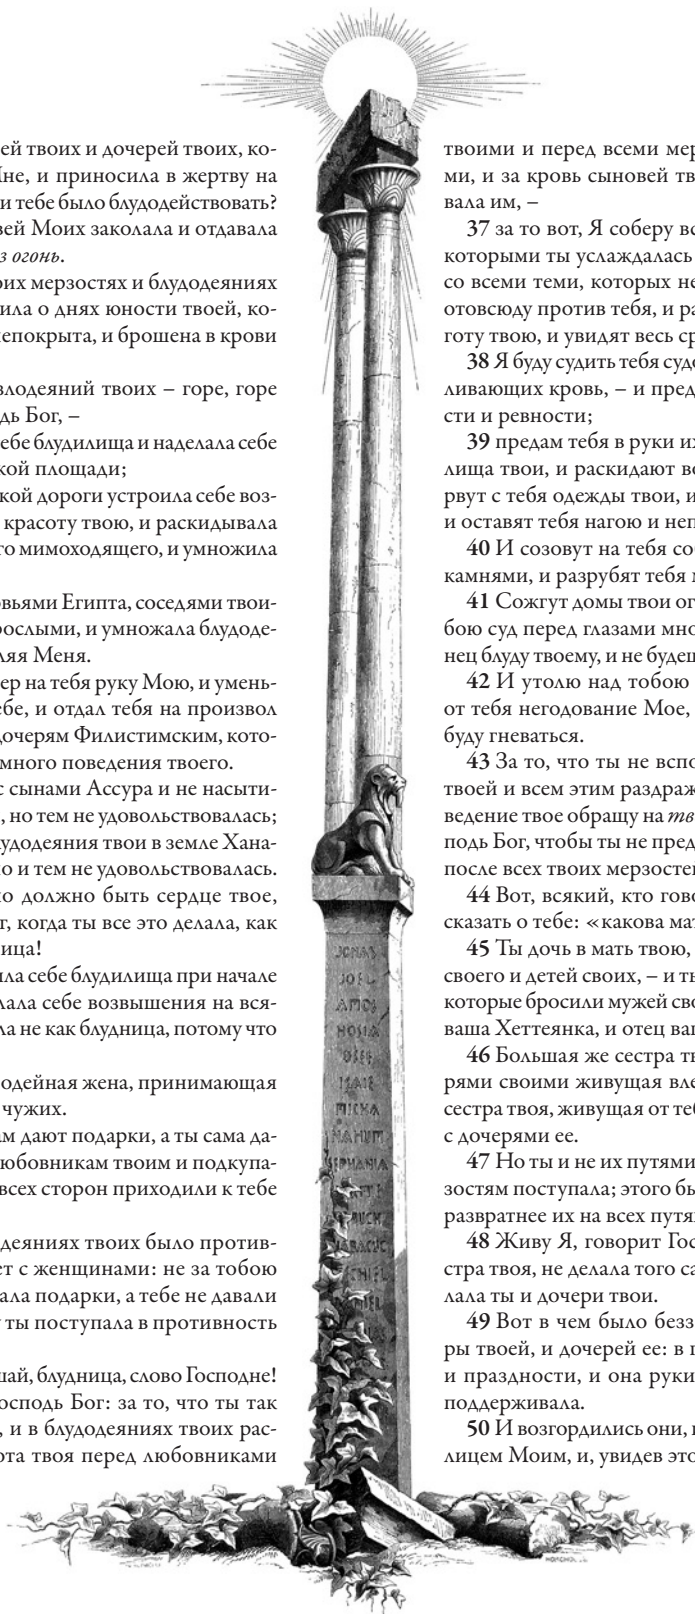 ей твоих и дочерей твоих, ко-
Мне, и приносила в жертву на
и тебе было блудодействовать?
вей Моих заколала и отдавала
з огонь.
оих мерзостях и блудодеяниях
ила о днях юности твоей, ко-
непокрыта, и брошена в крови
злодеяний твоих – горе, горе
дь Бог, –
ебе блудилища и наделала себе
кой площади;
кой дороги устроила себе воз-
красоту твою, и раскидывала
го мимоходящего, и умножила
овьями Египта, соседями твои-
рослыми, и умножала блудоде-
ляя Меня.
ер на тебя руку Мою, и умень-
ебе, и отдал тебя на произвол
дочерям Филистимским, кото-
много поведения твоего.
с сынами Ассура и не насыти-
, но тем не удовольствовалась;
удодеяния твои в земле Хана-
о и тем не удовольствовалась.
о должно быть сердце твое,
г, когда ты все это делала, как
ица!
ила себе блудилища при начале
лала себе возвышения на вся-
ла не как блудница, потому что
одейная жена, принимающая
чужих.
ам дают подарки, а ты сама да-
юбовникам твоим и подкупа-
всех сторон приходили к тебе
деяниях твоих было против-
ет с женщинами: не за тобою
ала подарки, а тебе не давали
у ты поступала в противность
шай, блудница, слово Господне!
осподь Бог: за то, что ты так
, и в блудодеяниях твоих рас-
ота твоя перед любовниками
JONAS
JOEL
AMOS
HOSIA
OSEE
ISAIE
MICHA
NAHUM
SEPHANIA
твоими и перед всеми мер
ми, и за кровь сыновей тв
вала им, –
37 за то вот, Я соберу вс
которыми ты услаждалась
со всеми теми, которых не
отовсюду против тебя, и ра
готу твою, и увидят весь ср
38 Я буду судить тебя судо
ливающих кровь, – и пред
сти и ревности;
39 предам тебя в руки их
лища твои, и раскидают во
рвут с тебя одежды твои, и
и оставят тебя нагою и неп
40 И созовут на тебя со
камнями, и разрубят тебя м
41 Сожгут домы твои ог
бою суд перед глазами мно
нец блуду твоему, и не будеш
42 И утолю над тобою
от тебя негодование Мое,
буду гневаться.
43 За то, что ты не вспо
твоей и всем этим раздраж
ведение твое обращу на тв
подь Бог, чтобы ты не пред
после всех твоих мерзостей
44 Вот, всякий, кто гово
сказать о тебе: «какова мат
45 Ты дочь в мать твою,
своего и детей своих, – и ты
которые бросили мужей сво
ваша Хеттеянка, и отец ваш
46 Большая же сестра тв
рями своими живущая вле
сестра твоя, живущая от теб
с дочерями ее.
47 Но ты и не их путями
зостям поступала; этого бы
развратнее их на всех путях
48 Живу Я, говорит Гос
стра твоя, не делала того са
лала ты и дочери твои.
49 Вот в чем было безз
ры твоей, и дочерей ее: в г
и праздности, и она руки
поддерживала.
50 И возгордились они, и
лицем Моим, и, увидев это